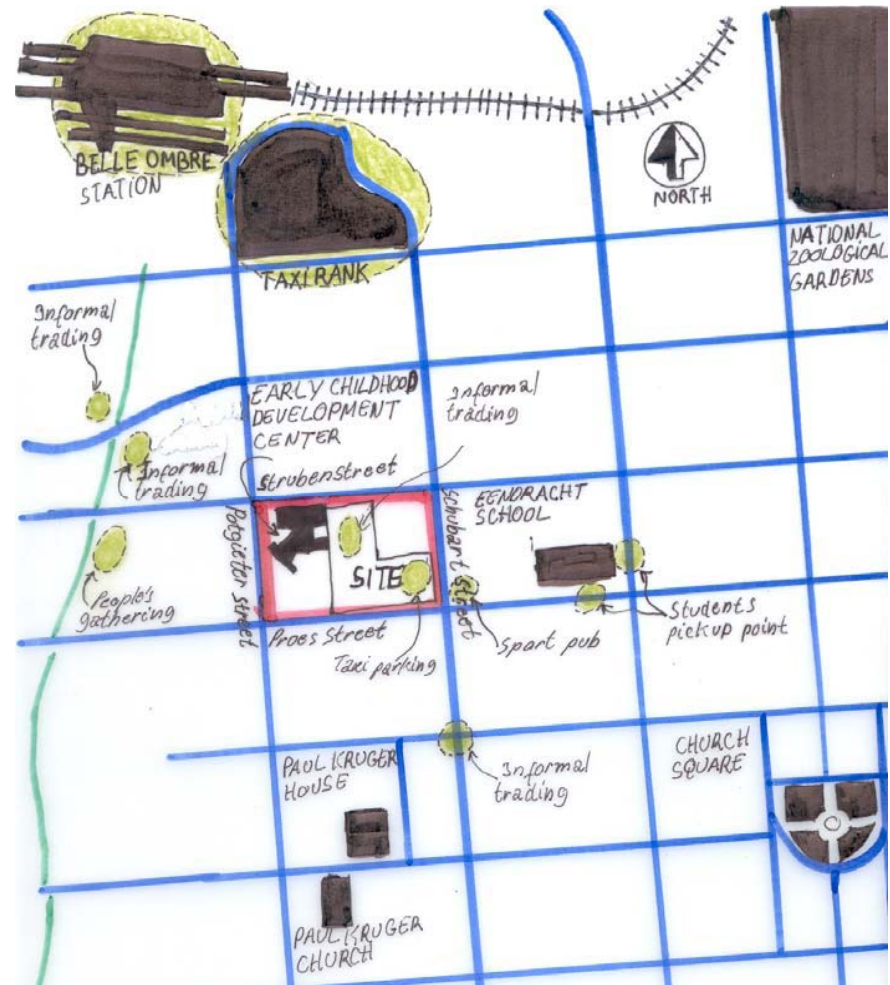 BELLE OMBRE
STATION
NORTH
TAXI RANK
NATIONAL
ZOOLOGICAL
GARDENS
Informal
trading
EARLY CHILDHOOD
DEVELOPMENT
CENTER
Informal
trading
Informal
trading
Struben street
Potgieter street
Schubart street
EENDRACHT
SCHOOL
SITE
People's
gathering
Proes Street
Taxi parking
Sport pub
Students
pickup point
PAUL KRUGER
HOUSE
Informal
trading
CHURCH
SQUARE
PAUL KRUGER
CHURCH